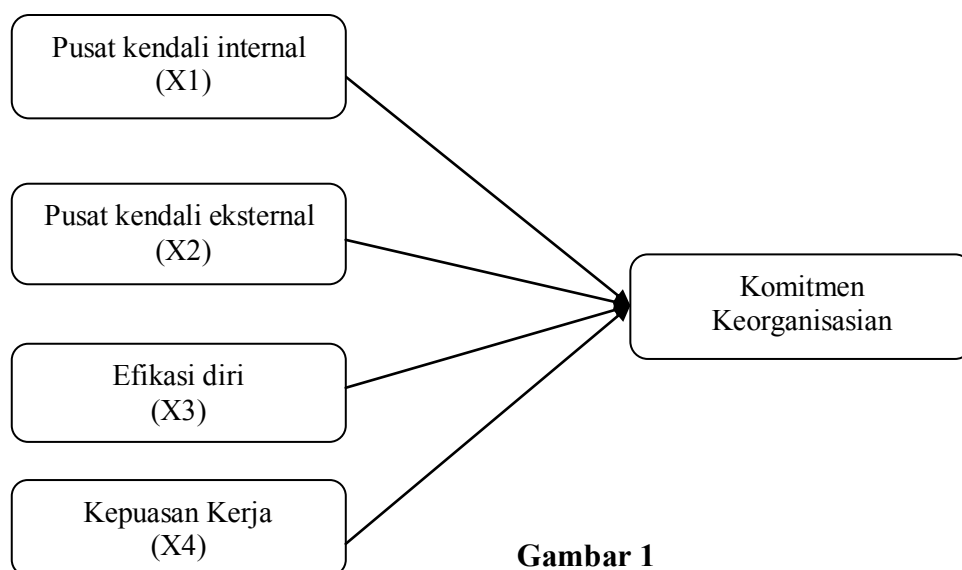 Pusat kendali internal
(X1)
Pusat kendali eksternal
(X2)
Efikasi diri
(X3)
Kepuasan Kerja
(X4)
Komitmen
Keorganisasian
Gambar 1